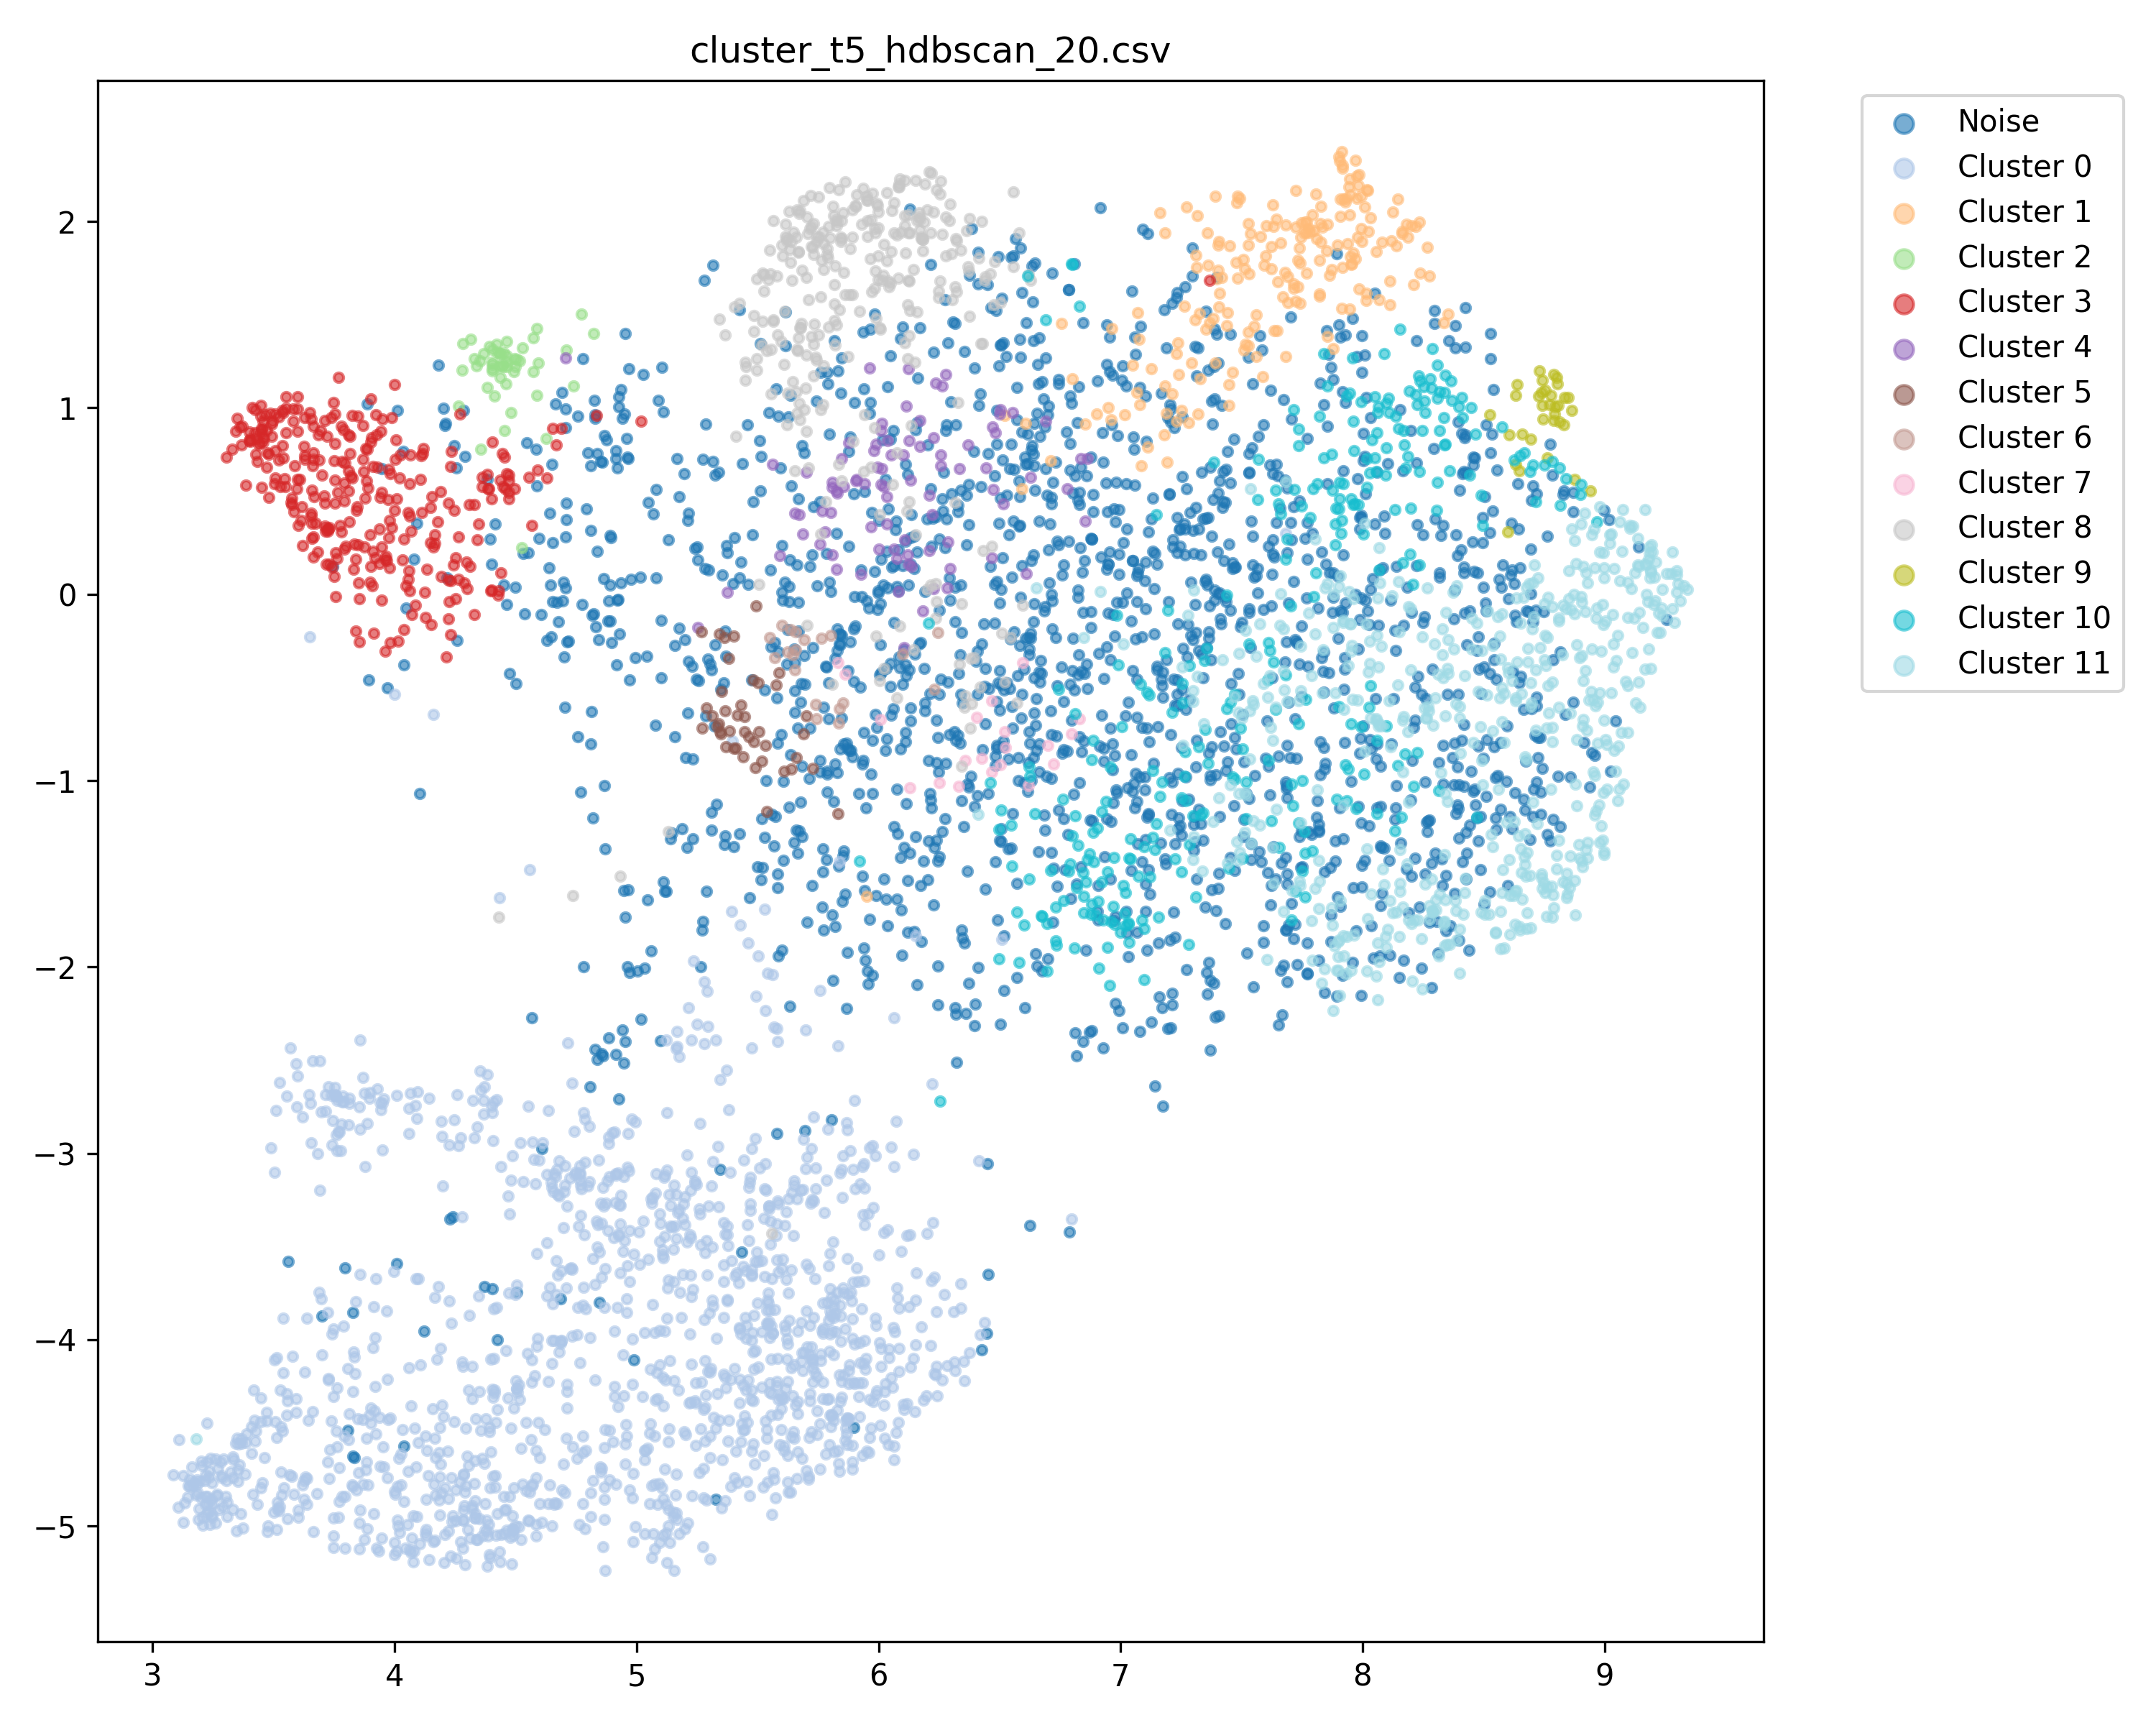 cluster_t5_hdbscan_20.csv
Noise
Cluster 0
Cluster 1
Cluster 2
Cluster 3
Cluster 4
Cluster 5
Cluster 6
Cluster 7
Cluster 8
Cluster 9
Cluster 10
Cluster 11
2
1
0
−1
−2
−3
−4
−5
3 4 5 6 7 8 9